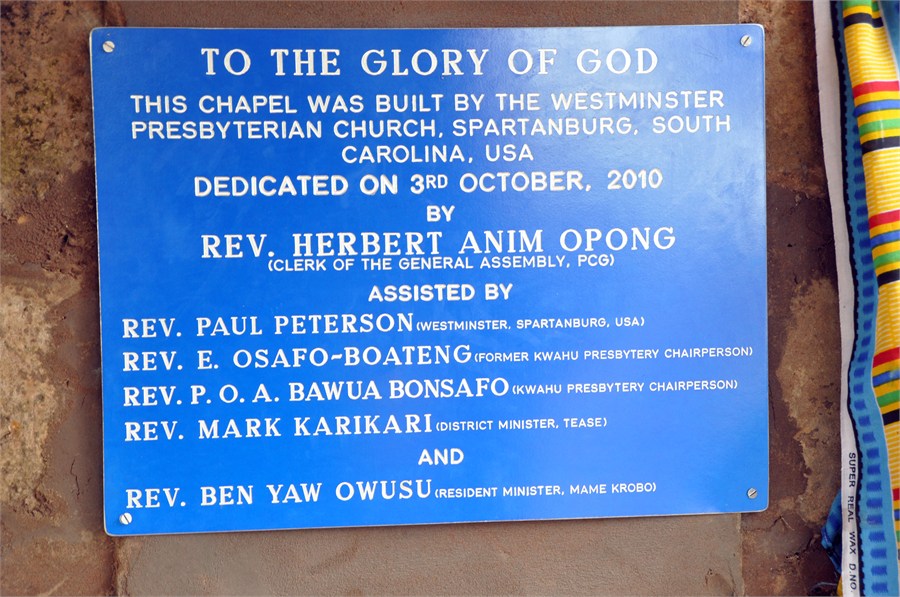 TO THE GLORY OF GOD
THIS CHAPEL WAS BUILT BY THE WESTMINSTER
PRESBYTERIAN CHURCH, SPARTANBURG, SOUTH
CAROLINA, USA
DEDICATED ON 3RD OCTOBER, 2010
BY
REV. HERBERT ANIM OPONG
(CLERK OF THE GENERAL ASSEMBLY, PCG)
ASSISTED BY
REV. PAUL PETERSON (WESTMINSTER, SPARTANBURG, USA)
REV. E. OSAFO-BOATENG (FORMER KWAHU PRESBYTERY CHAIRPERSON)
REV. P. O. A. BAWUA BONSAFO (KWAHU PRESBYTERY CHAIRPERSON)
REV. MARK KARIKARI (DISTRICT MINISTER, TEASE)
AND
REV. BEN YAW OWUSU (RESIDENT MINISTER, MAME KROBO)
SUPER REAL WAX D.NO.